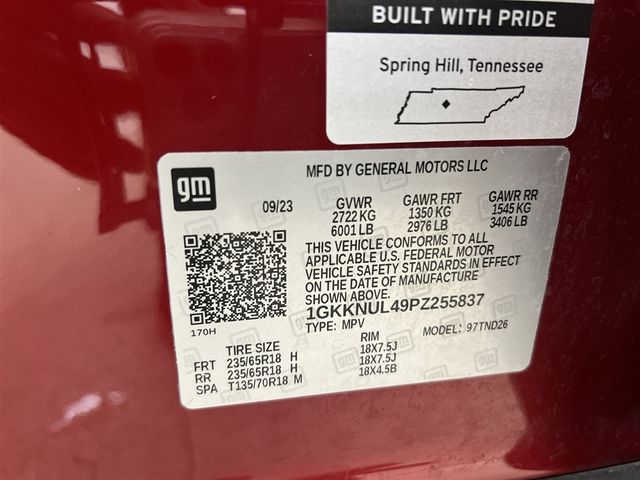 BUILT WITH PRIDE
Spring Hill, Tennessee
gm
MFD BY GENERAL MOTORS LLC
09/23
GVWR GAWR FRT GAWR RR
2722 KG 1350 KG 1545 KG
6001 LB 2976 LB 3406 LB
THIS VEHICLE CONFORMS TO ALL
APPLICABLE U.S. FEDERAL MOTOR
VEHICLE SAFETY STANDARDS IN EFFECT
ON THE DATE OF MANUFACTURE
SHOWN ABOVE.
1GKKNUL49PZ255837
170H
TYPE: MPV MODEL: 97TND26
TIRE SIZE RIM
FRT 235/65R18 H 18X7.5J
RR 235/65R18 H 18X7.5J
SPA T135/70R18 M 18X4.5B